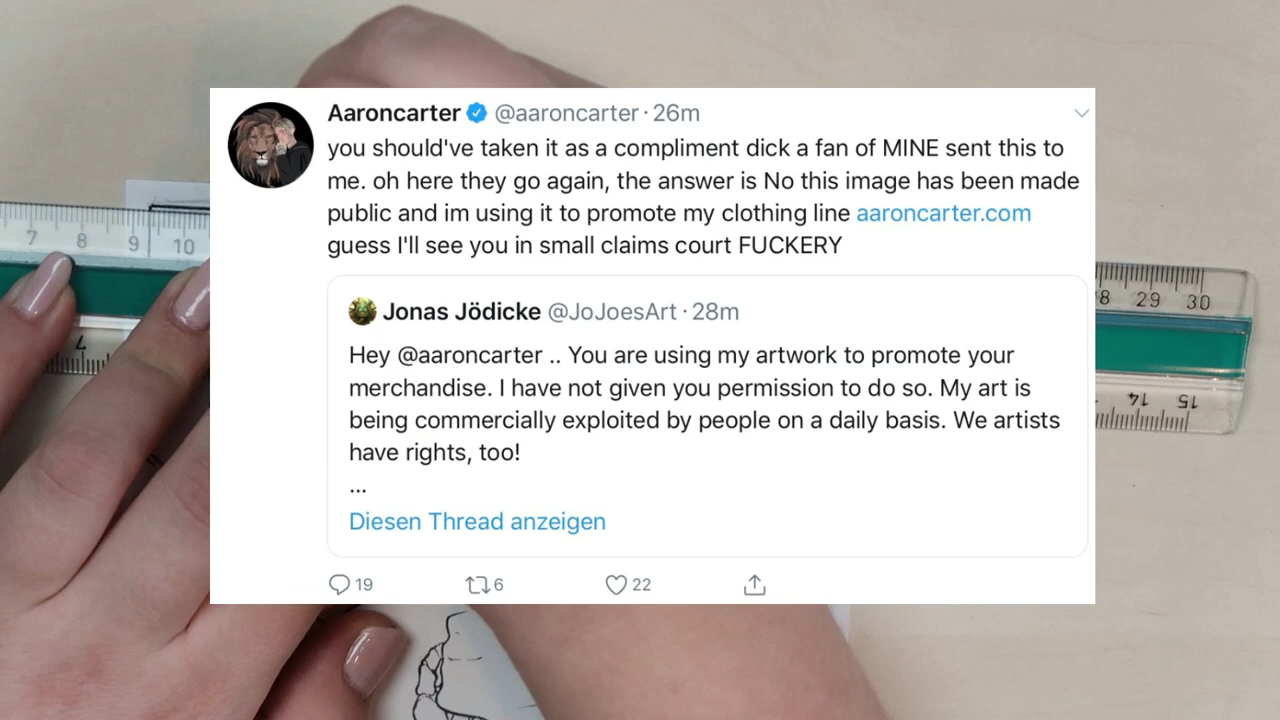 Aaroncarter @aaroncarter · 26m
you should've taken it as a compliment dick a fan of MINE sent this to
me. oh here they go again, the answer is No this image has been made
public and im using it to promote my clothing line aaroncarter.com
guess I'll see you in small claims court FUCKERY
Jonas Jödicke @JoJoesArt · 28m
Hey @aaroncarter .. You are using my artwork to promote your
merchandise. I have not given you permission to do so. My art is
being commercially exploited by people on a daily basis. We artists
have rights, too!
...
Diesen Thread anzeigen
19 6 22
7 8 9 10
7
8 29 30
14 15